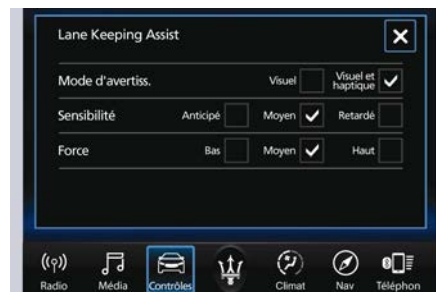 Lane Keeping Assist
Mode d'avertiss. Visuel Visuel et haptique
Sensibilité Anticipé Moyen Retardé
Force Bas Moyen Haut
Radio Média Contrôles Climat Nav Téléphon